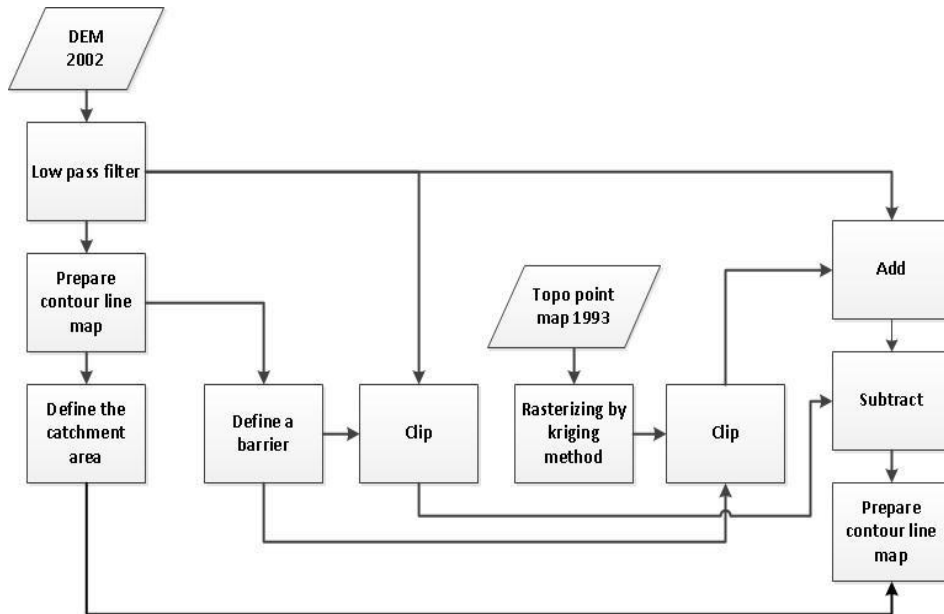 DEM
2002
Low pass filter
Prepare
contour line
map
Define the
catchment
area
Define a
barrier
Clip
Topo point
map 1993
Rasterizing by
kriging
method
Clip
Add
Subtract
Prepare
contour line
map